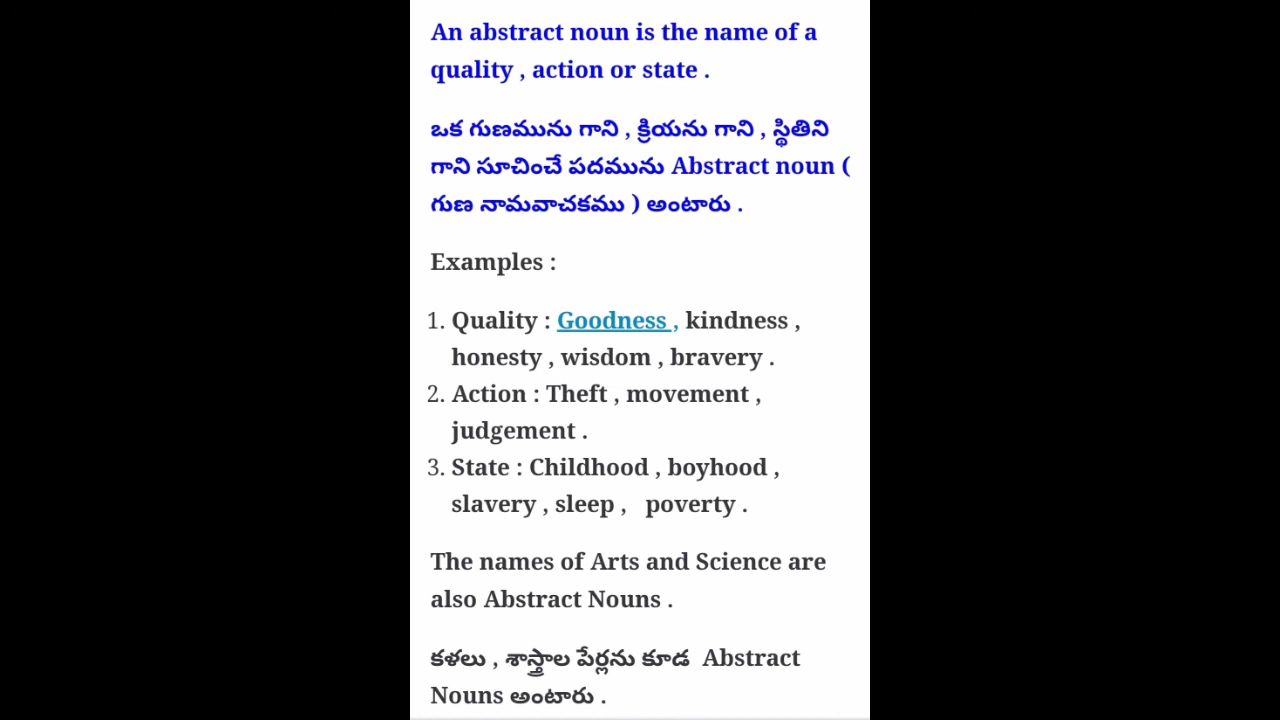 An abstract noun is the name of a
quality , action or state .
ఒక గుణమును గాని , క్రియను గాని , స్థితిని
గాని సూచించే పదమును Abstract noun (
గుణ నామవాచకము ) అంటారు .
Examples :
1. Quality : Goodness , kindness ,
honesty , wisdom , bravery .
2. Action : Theft , movement ,
judgement .
3. State : Childhood , boyhood ,
slavery , sleep ,   poverty .
The names of Arts and Science are
also Abstract Nouns .
కళలు , శాస్త్రాల పేర్లను కూడ  Abstract
Nouns అంటారు .